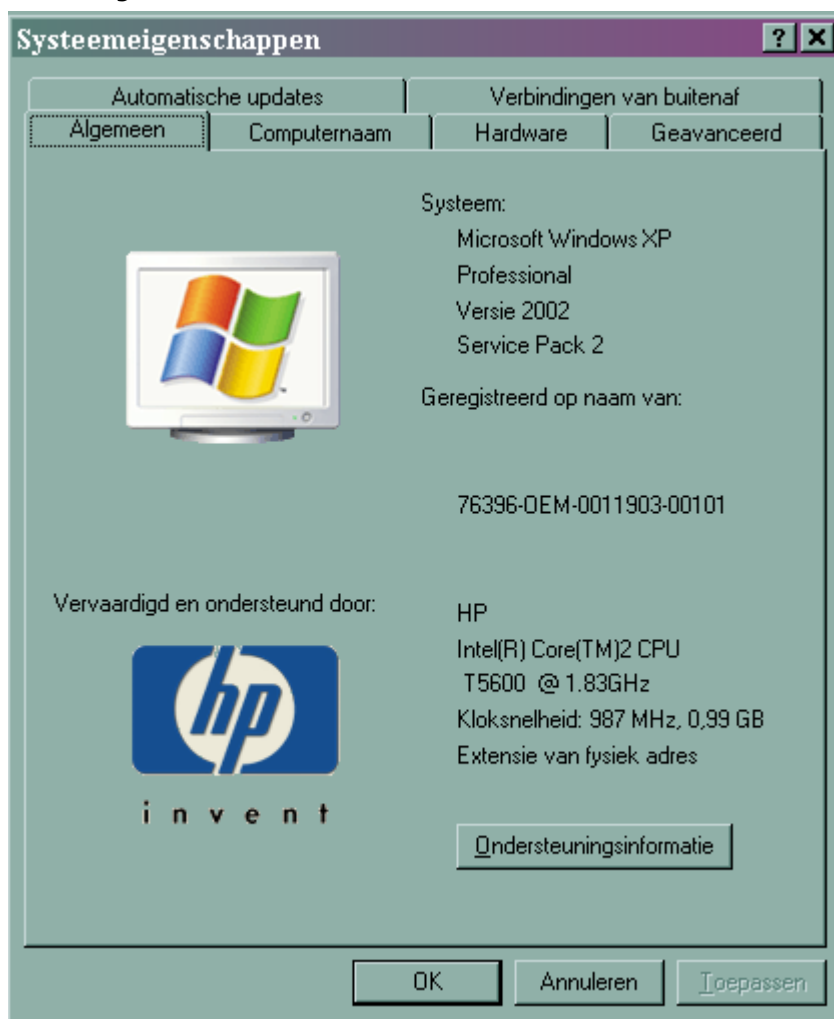 Systeemeigenschappen
Automatische updates
Verbindingen van buitenaf
Algemeen
Computernaam
Hardware
Geavanceerd
Systeem:
Microsoft Windows XP
Professional
Versie 2002
Service Pack 2
Geregistreerd op naam van:
76396-OEM-0011903-00101
Vervaardigd en ondersteund door:
hp
invent
HP
Intel(R) Core(TM)2 CPU
T5600 @ 1.83GHz
Kloksnelheid: 987 MHz, 0,99 GB
Extensie van fysiek adres
Ondersteuningsinformatie
OK
Annuleren
Toepassen